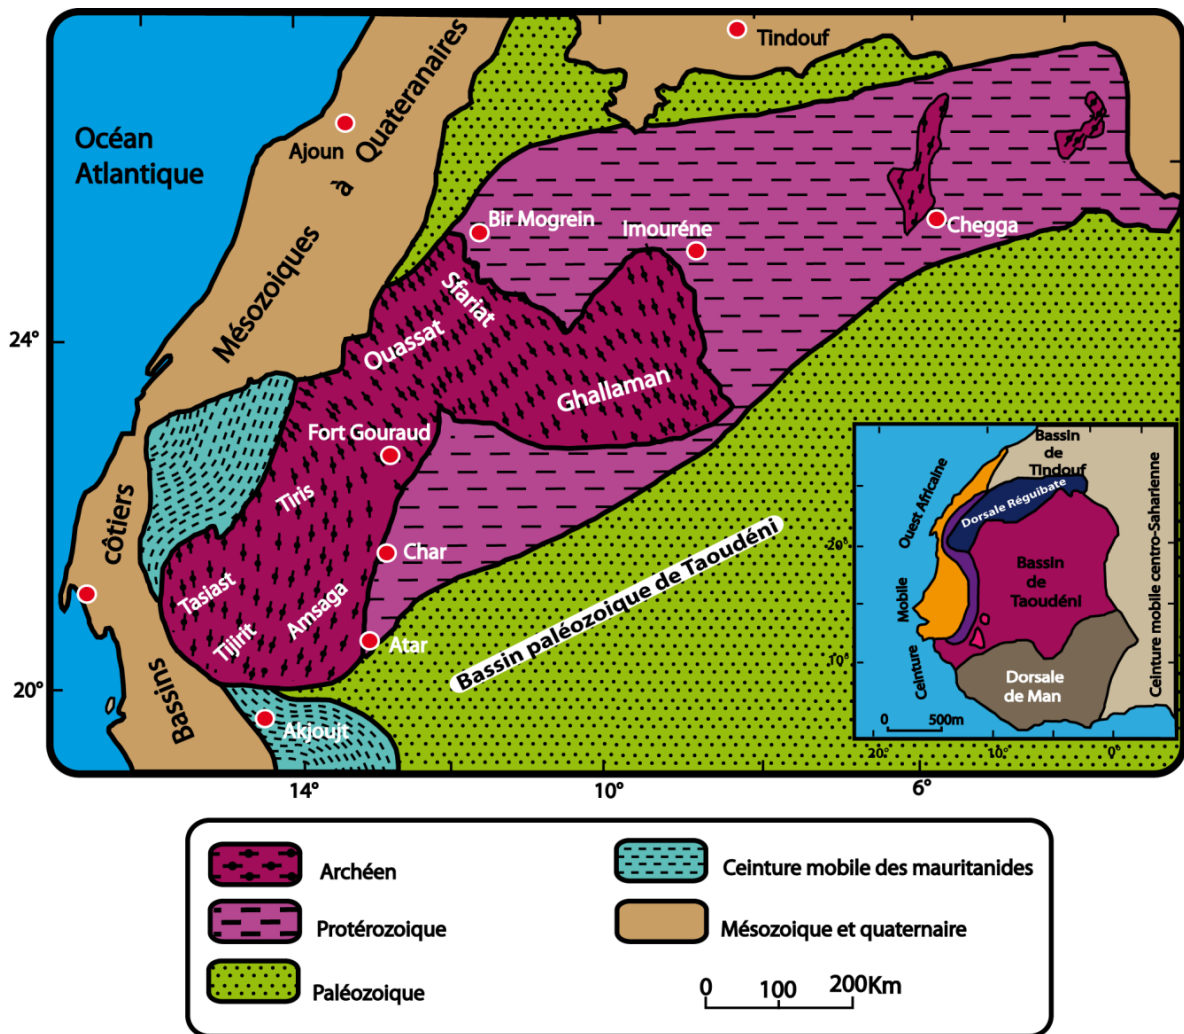 Océan
Atlantique
Ajoun
Mésozoiques à Quateranaires
Tindouf
Bir Mogrein
Imouréne
Chegga
Sfariat
Ouassat
Ghallaman
24°
Fort Gouraud
Tiris
Char
Tasiast
Tijirit
Amsaga
Atar
Bassins côtiers
20°
Akjoujt
Bassin paléozoique de Taoudéni
Bassin
de
Tindouf
Ouest Africaine
Mobile
Ceinture
Dorsale Réguibate
Bassin
de
Taoudéni
Ceinture mobile centro-Saharienne
Dorsale
de Man
20°
10°
0
500m
20°
10°
0°
14°
10°
6°
Archéen
Protérozoique
Paléozoique
Ceinture mobile des mauritanides
Mésozoique et quaternaire
0
100
200Km